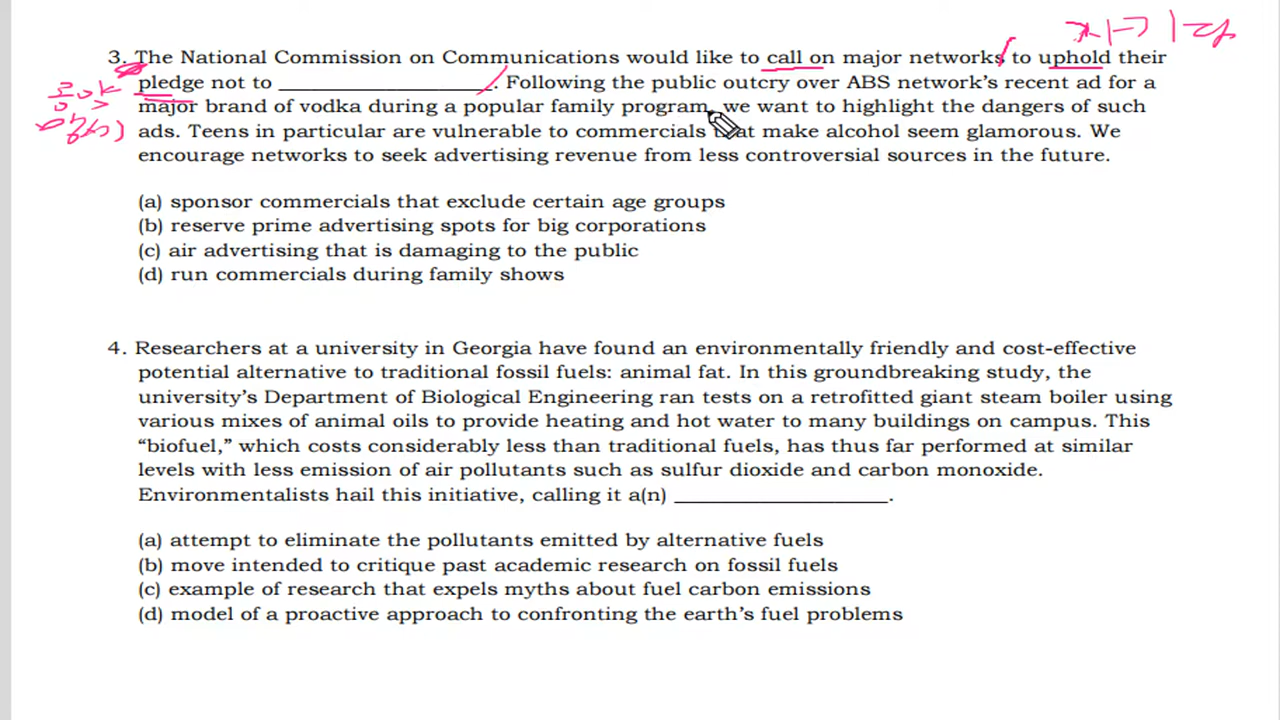 3. The National Commission on Communications would like to call on major networks to uphold their
pledge not to ____________________. Following the public outcry over ABS network's recent ad for a
major brand of vodka during a popular family program, we want to highlight the dangers of such
ads. Teens in particular are vulnerable to commercials that make alcohol seem glamorous. We
encourage networks to seek advertising revenue from less controversial sources in the future.
(a) sponsor commercials that exclude certain age groups
(b) reserve prime advertising spots for big corporations
(c) air advertising that is damaging to the public
(d) run commercials during family shows
4. Researchers at a university in Georgia have found an environmentally friendly and cost-effective
potential alternative to traditional fossil fuels: animal fat. In this groundbreaking study, the
university's Department of Biological Engineering ran tests on a retrofitted giant steam boiler using
various mixes of animal oils to provide heating and hot water to many buildings on campus. This
"biofuel," which costs considerably less than traditional fuels, has thus far performed at similar
levels with less emission of air pollutants such as sulfur dioxide and carbon monoxide.
Environmentalists hail this initiative, calling it a(n) ____________________.
(a) attempt to eliminate the pollutants emitted by alternative fuels
(b) move intended to critique past academic research on fossil fuels
(c) example of research that expels myths about fuel carbon emissions
(d) model of a proactive approach to confronting the earth's fuel problems